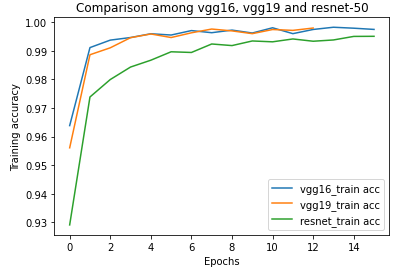 Comparison among vgg16, vgg19 and resnet-50
1.00
0.99
0.98
0.97
0.96
0.95
0.94
0.93
Training accuracy
vgg16_train acc
vgg19_train acc
resnet_train acc
0 2 4 6 8 10 12 14
Epochs